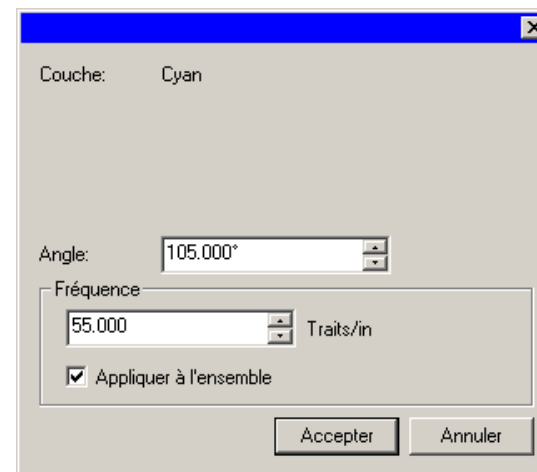 Couche: Cyan
Angle: 105.000°
Fréquence
55.000 Traits/in
Appliquer à l'ensemble
Accepter Annuler